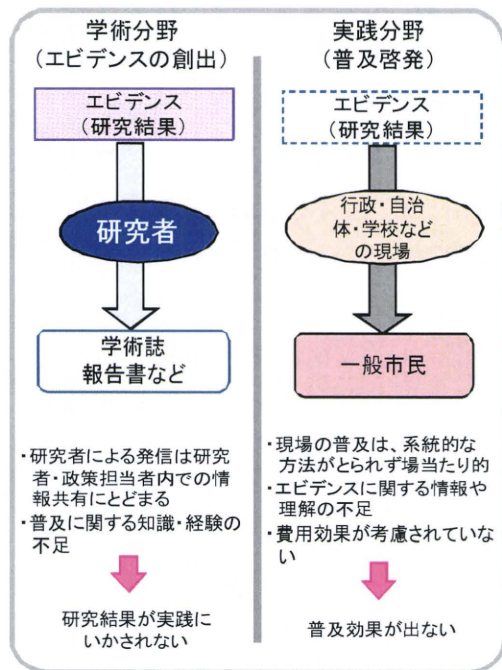 学術分野
(エビデンスの創出)
エビデンス
(研究結果)
研究者
学術誌
報告書など
・研究者による発信は研究
者・政策担当者内での情
報共有にとどまる
・普及に関する知識・経験の
不足
研究結果が実践に
いかされない
実践分野
(普及啓発)
エビデンス
(研究結果)
行政・自治
体・学校など
の現場
一般市民
・現場の普及は、系統的な
方法がとられず場当たり的
・エビデンスに関する情報や
理解の不足
・費用効果が考慮されていな
い
普及効果が出ない